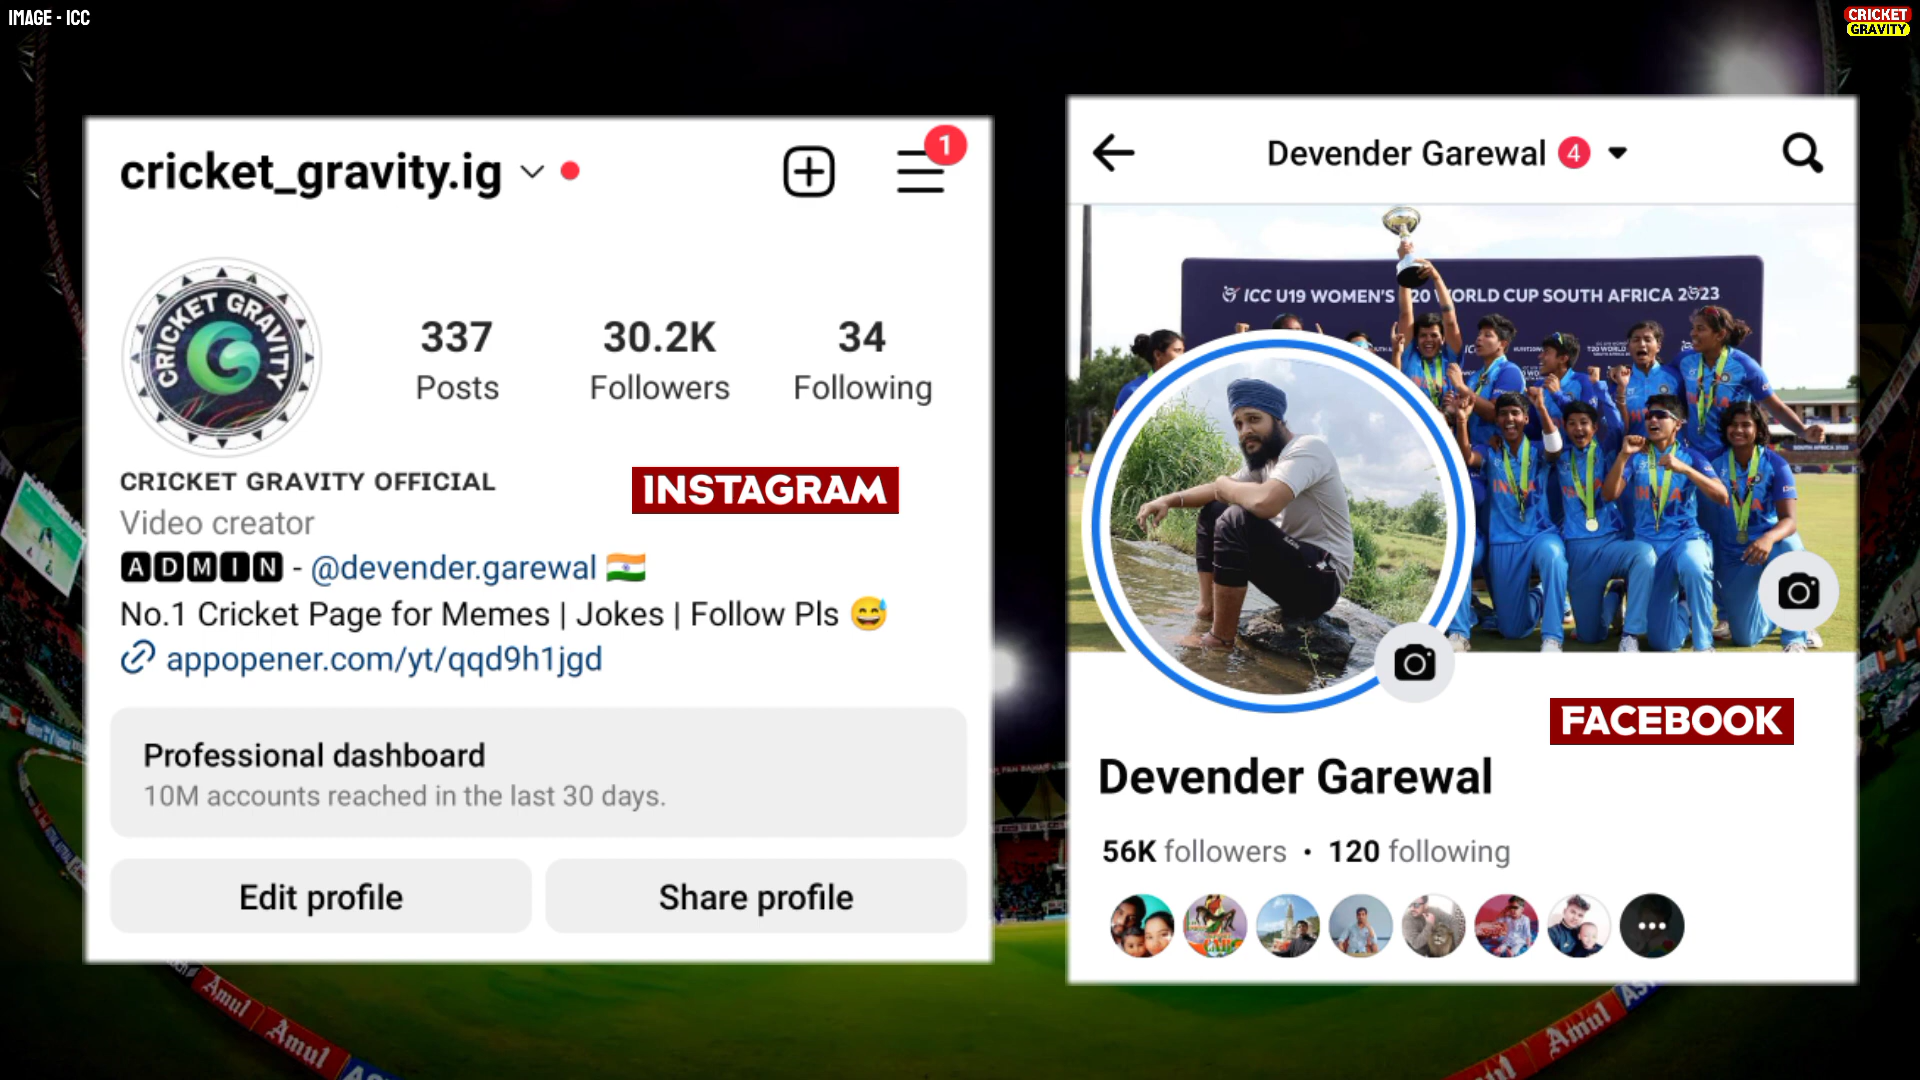 IMAGE - ICC
CRICKET
GRAVITY
cricket_gravity.ig
1
CRICKET GRAVITY
337
30.2K
34
Posts
Followers
Following
CRICKET GRAVITY OFFICIAL
INSTAGRAM
Video creator
ADMIN - @devender.garewal 🇮🇳
No.1 Cricket Page for Memes | Jokes | Follow Pls 😅
appopener.com/yt/qqd9h1jgd
Professional dashboard
10M accounts reached in the last 30 days.
Edit profile
Share profile
Devender Garewal 4
ICC U19 WOMEN'S T20 WORLD CUP SOUTH AFRICA 2023
FACEBOOK
Devender Garewal
56K followers • 120 following
Amul
Amul
Amul